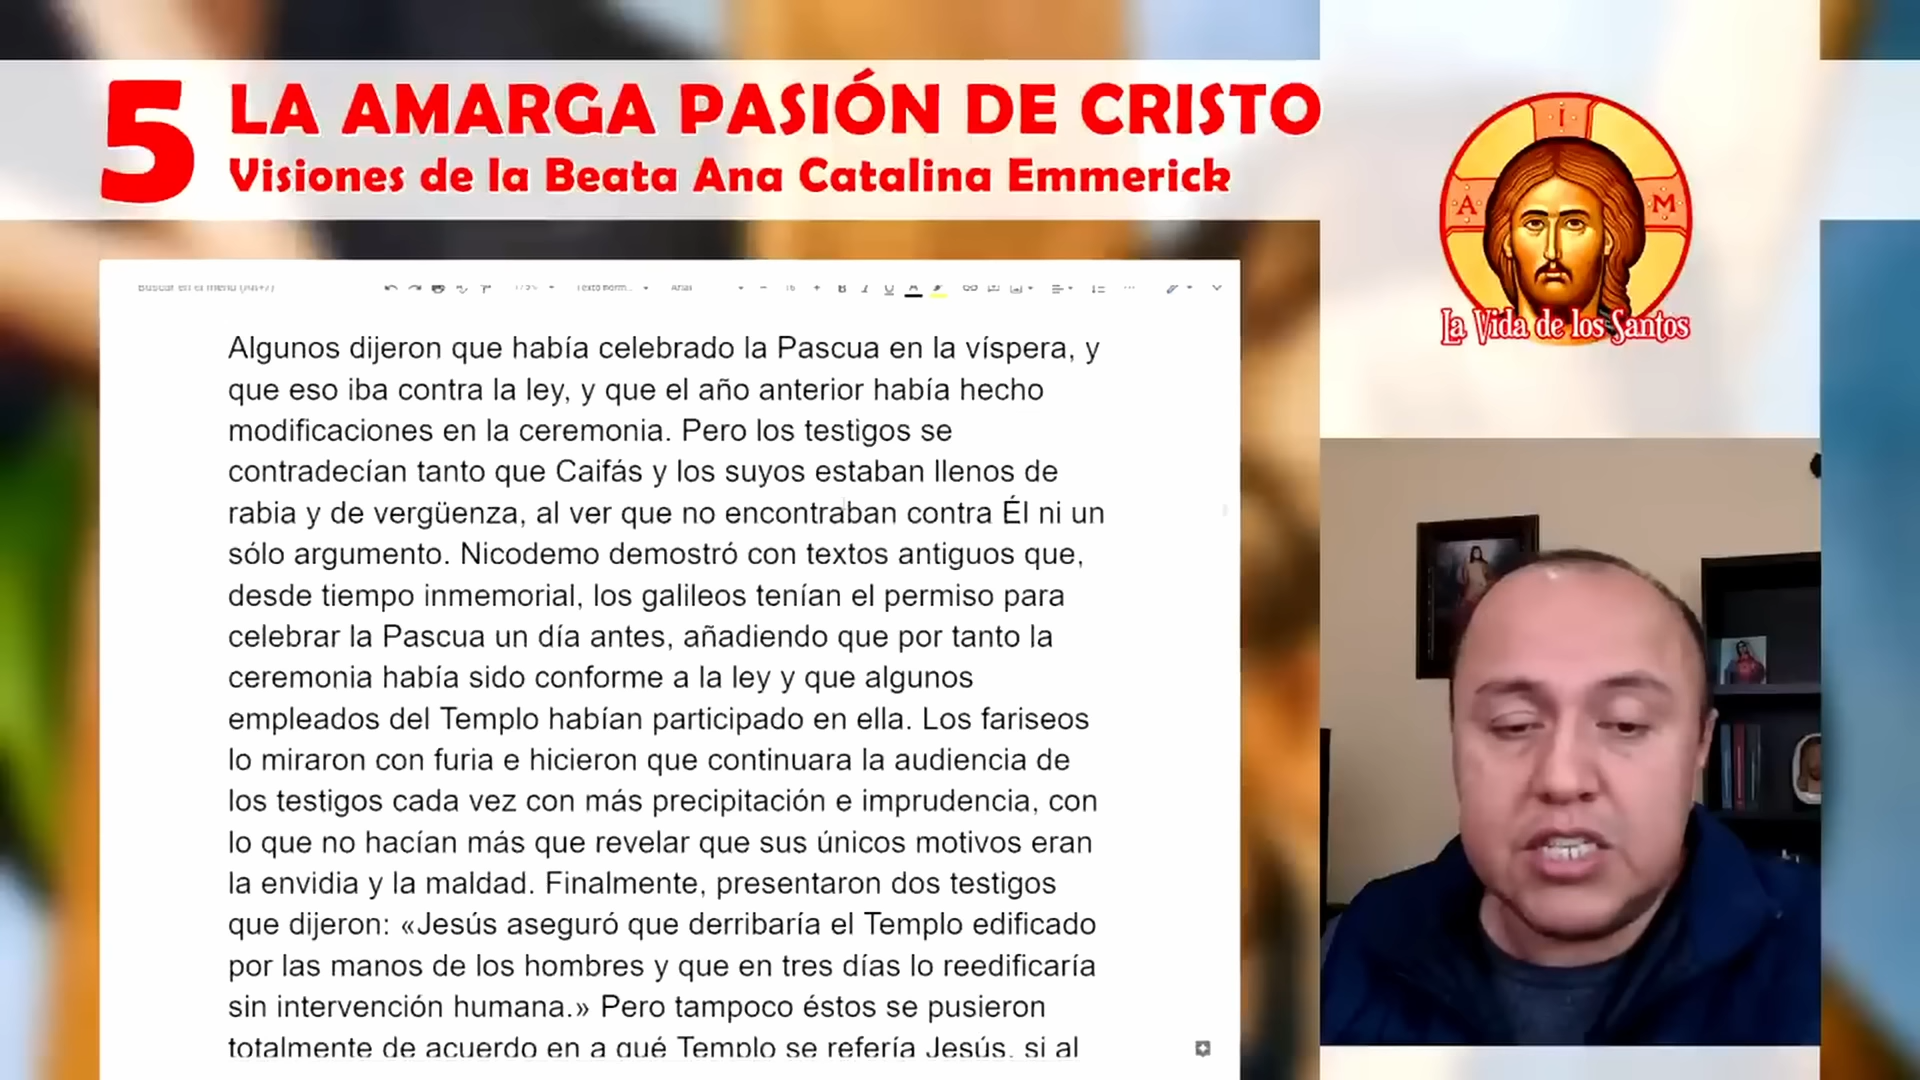 5
LA AMARGA PASIÓN DE CRISTO
Visiones de la Beata Ana Catalina Emmerick
I
A M
La Vida de los Santos
Algunos dijeron que había celebrado la Pascua en la víspera, y
que eso iba contra la ley, y que el año anterior había hecho
modificaciones en la ceremonia. Pero los testigos se
contradecían tanto que Caifás y los suyos estaban llenos de
rabia y de vergüenza, al ver que no encontraban contra Él ni un
sólo argumento. Nicodemo demostró con textos antiguos que,
desde tiempo inmemorial, los galileos tenían el permiso para
celebrar la Pascua un día antes, añadiendo que por tanto la
ceremonia había sido conforme a la ley y que algunos
empleados del Templo habían participado en ella. Los fariseos
lo miraron con furia e hicieron que continuara la audiencia de
los testigos cada vez con más precipitación e imprudencia, con
lo que no hacían más que revelar que sus únicos motivos eran
la envidia y la maldad. Finalmente, presentaron dos testigos
que dijeron: «Jesús aseguró que derribaría el Templo edificado
por las manos de los hombres y que en tres días lo reedificaría
sin intervención humana.» Pero tampoco éstos se pusieron
totalmente de acuerdo en a qué Templo se refería Jesús, si al